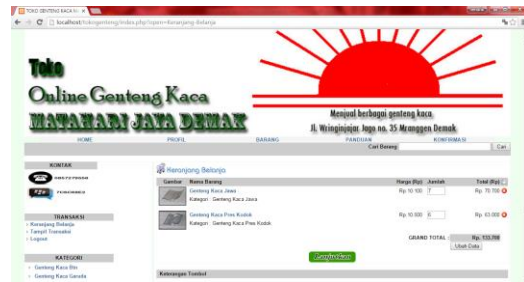 TOKO GENTENG KACA M
localhost/tokogenteng/index.php?open=Keranjang-Belanja
Toko
Online Genteng Kaca
MATAHARI JAYA DEMAK
Menjual berbagai genteng kaca
Jl. Wringinjajar Jago no. 35 Mranggen Demak
HOME PROFIL BARANG PANDUAN KONFIRMASI
Cari Barang Cari
KONTAK
TRANSAKSI
Keranjang Belanja
Tampil Transaksi
Logout
KATEGORI
Genteng Kaca Biti
Genteng Kaca Garuda
Keranjang Belanja
Gambar Nama Barang Harga (Rp) Jumlah Total (Rp)
Genteng Kaca Jawa Rp. 10.100 7 Rp. 70.700
Kategori : Genteng Kaca Jawa
Genteng Kaca Pres Kodok Rp. 10.500 6 Rp. 63.000
Kategori : Genteng Kaca Pres Kodok
GRAND TOTAL : Rp. 133.700
Ubah Data
Lanjutkan
Keterangan Tombol